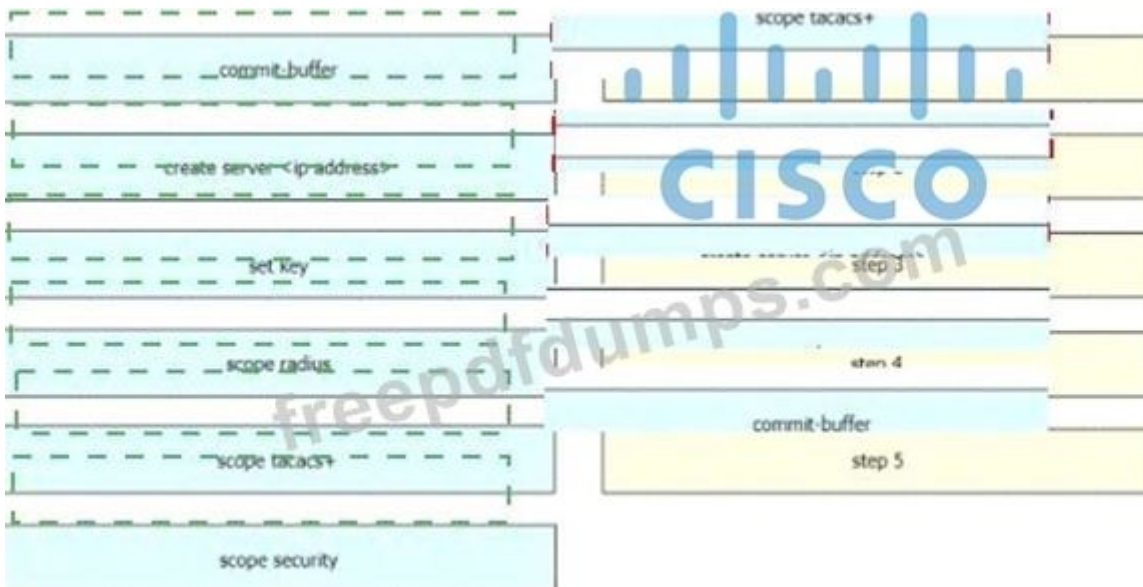 commit-buffer
create server <ip address>
set key
scope radius
scope tacacs+
scope security
scope tacacs+
CISCO
step 3
step 4
commit-buffer
step 5
freepdfdumps.com